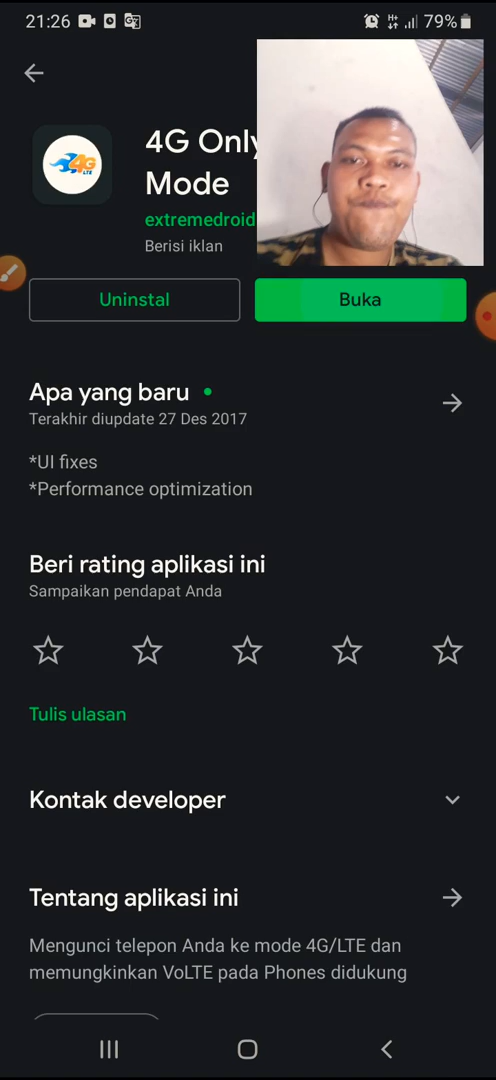 21:26
H+
79%
4G Only
Mode
extremedroid
Berisi iklan
4G
LTE
Uninstal
Buka
Apa yang baru
Terakhir diupdate 27 Des 2017
*UI fixes
*Performance optimization
Beri rating aplikasi ini
Sampaikan pendapat Anda
Tulis ulasan
Kontak developer
Tentang aplikasi ini
Mengunci telepon Anda ke mode 4G/LTE dan
memungkinkan VoLTE pada Phones didukung